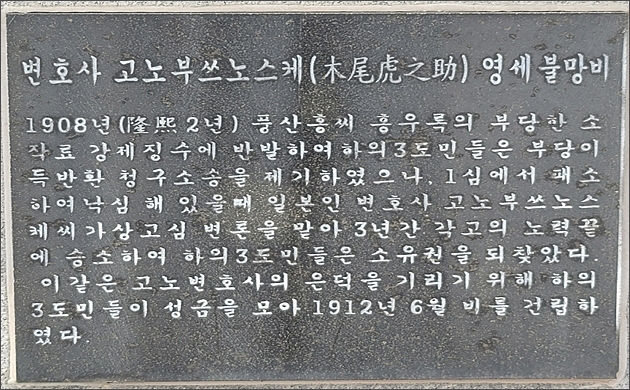 변호사 고노부쓰노스케(木尾虎之助) 영세불망비
1908년(隆熙 2년) 풍산홍씨 홍우록의 부당한 소
작료 강제징수에 반발하여하의3도민들은 부당이
득반환 청구소송을 제기하였으나, 1심에서 패소
하여낙심 해 있을때 일본인 변호사 고노부쓰노스
케씨가상고심 변론을 맡아 3년간 각고의 노력끝
에 승소하여 하의3도민들은 소유권을 되찾았다.
이같은 고노변호사의 은덕을 기리기 위해 하의
3도민들이 성금을 모아 1912년 6월 비를 건립하
였다.